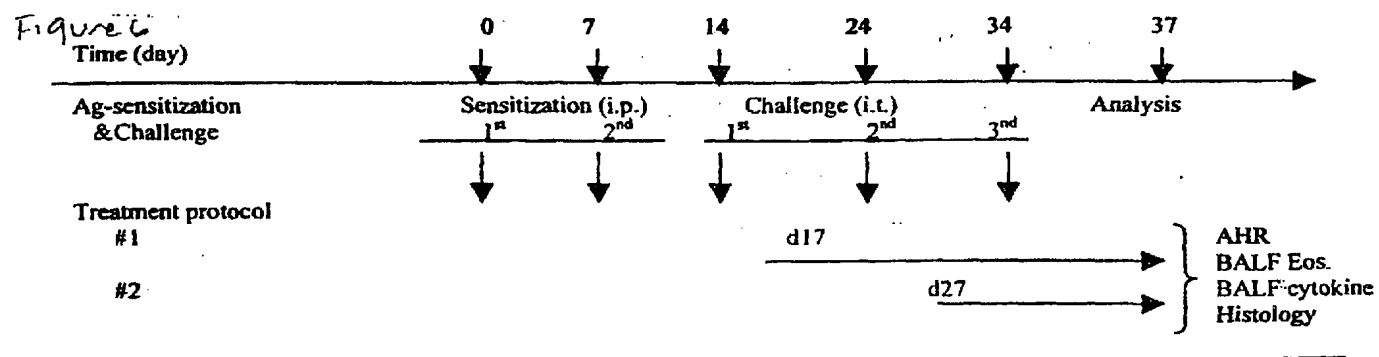 Figure 6
0 7 14 24 34 37
Time (day)
Ag-sensitization Sensitization (i.p.) Challenge (i.t.) Analysis
&Challenge 1st 2nd 1st 2nd 3nd
Treatment protocol
#1 d17 AHR
BALF Eos.
#2 d27 BALF cytokine
Histology